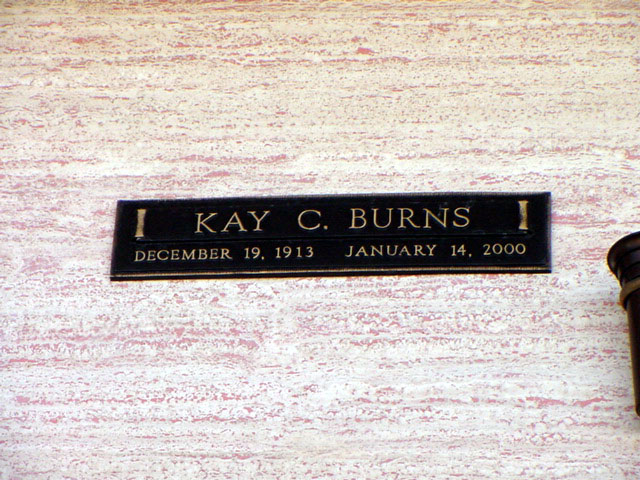 KAY C. BURNS
DECEMBER 19, 1913 JANUARY 14, 2000